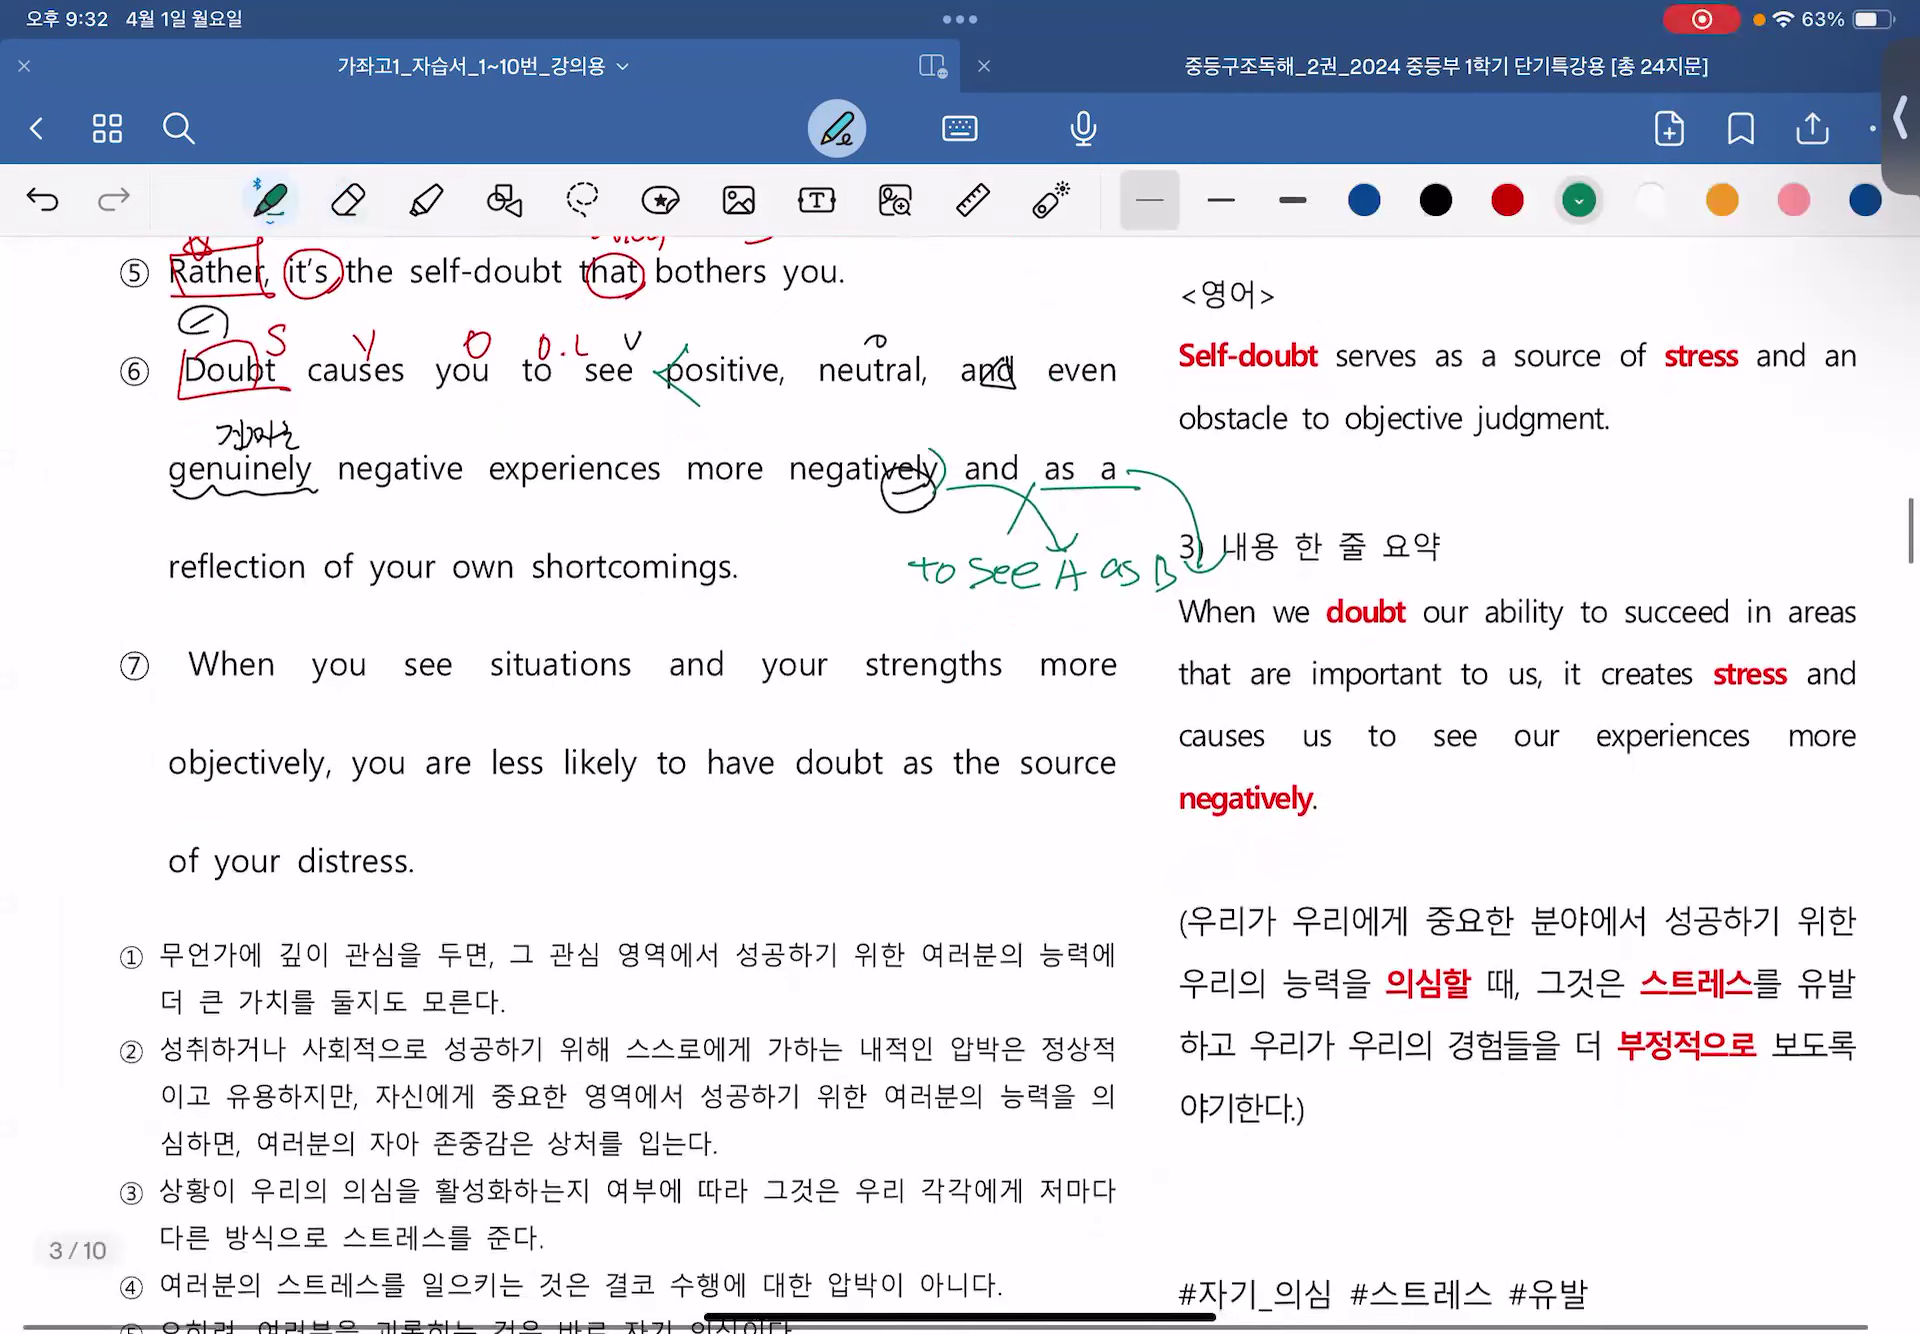 오후 9:32 4월 1일 월요일
63%
가좌고1_자습서_1~10번_강의용
중등구조독해_2권_2024 중등부 1학기 단기특강용 [총 24지문]
⑤ Rather, it's the self-doubt that bothers you.
S V O O.C V O
⑥ Doubt causes you to see positive, neutral, and even
genuinely negative experiences more negatively and as a
reflection of your own shortcomings.
to see A as B
⑦ When you see situations and your strengths more
objectively, you are less likely to have doubt as the source
of your distress.
① 무언가에 깊이 관심을 두면, 그 관심 영역에서 성공하기 위한 여러분의 능력에
더 큰 가치를 둘지도 모른다.
② 성취하거나 사회적으로 성공하기 위해 스스로에게 가하는 내적인 압박은 정상적
이고 유용하지만, 자신에게 중요한 영역에서 성공하기 위한 여러분의 능력을 의
심하면, 여러분의 자아 존중감은 상처를 입는다.
③ 상황이 우리의 의심을 활성화하는지 여부에 따라 그것은 우리 각각에게 저마다
다른 방식으로 스트레스를 준다.
④ 여러분의 스트레스를 일으키는 것은 결코 수행에 대한 압박이 아니다.
3 / 10
<영어>
Self-doubt serves as a source of stress and an
obstacle to objective judgment.
3) 내용 한 줄 요약
When we doubt our ability to succeed in areas
that are important to us, it creates stress and
causes us to see our experiences more
negatively.
(우리가 우리에게 중요한 분야에서 성공하기 위한
우리의 능력을 의심할 때, 그것은 스트레스를 유발
하고 우리가 우리의 경험들을 더 부정적으로 보도록
야기한다.)
#자기_의심 #스트레스 #유발